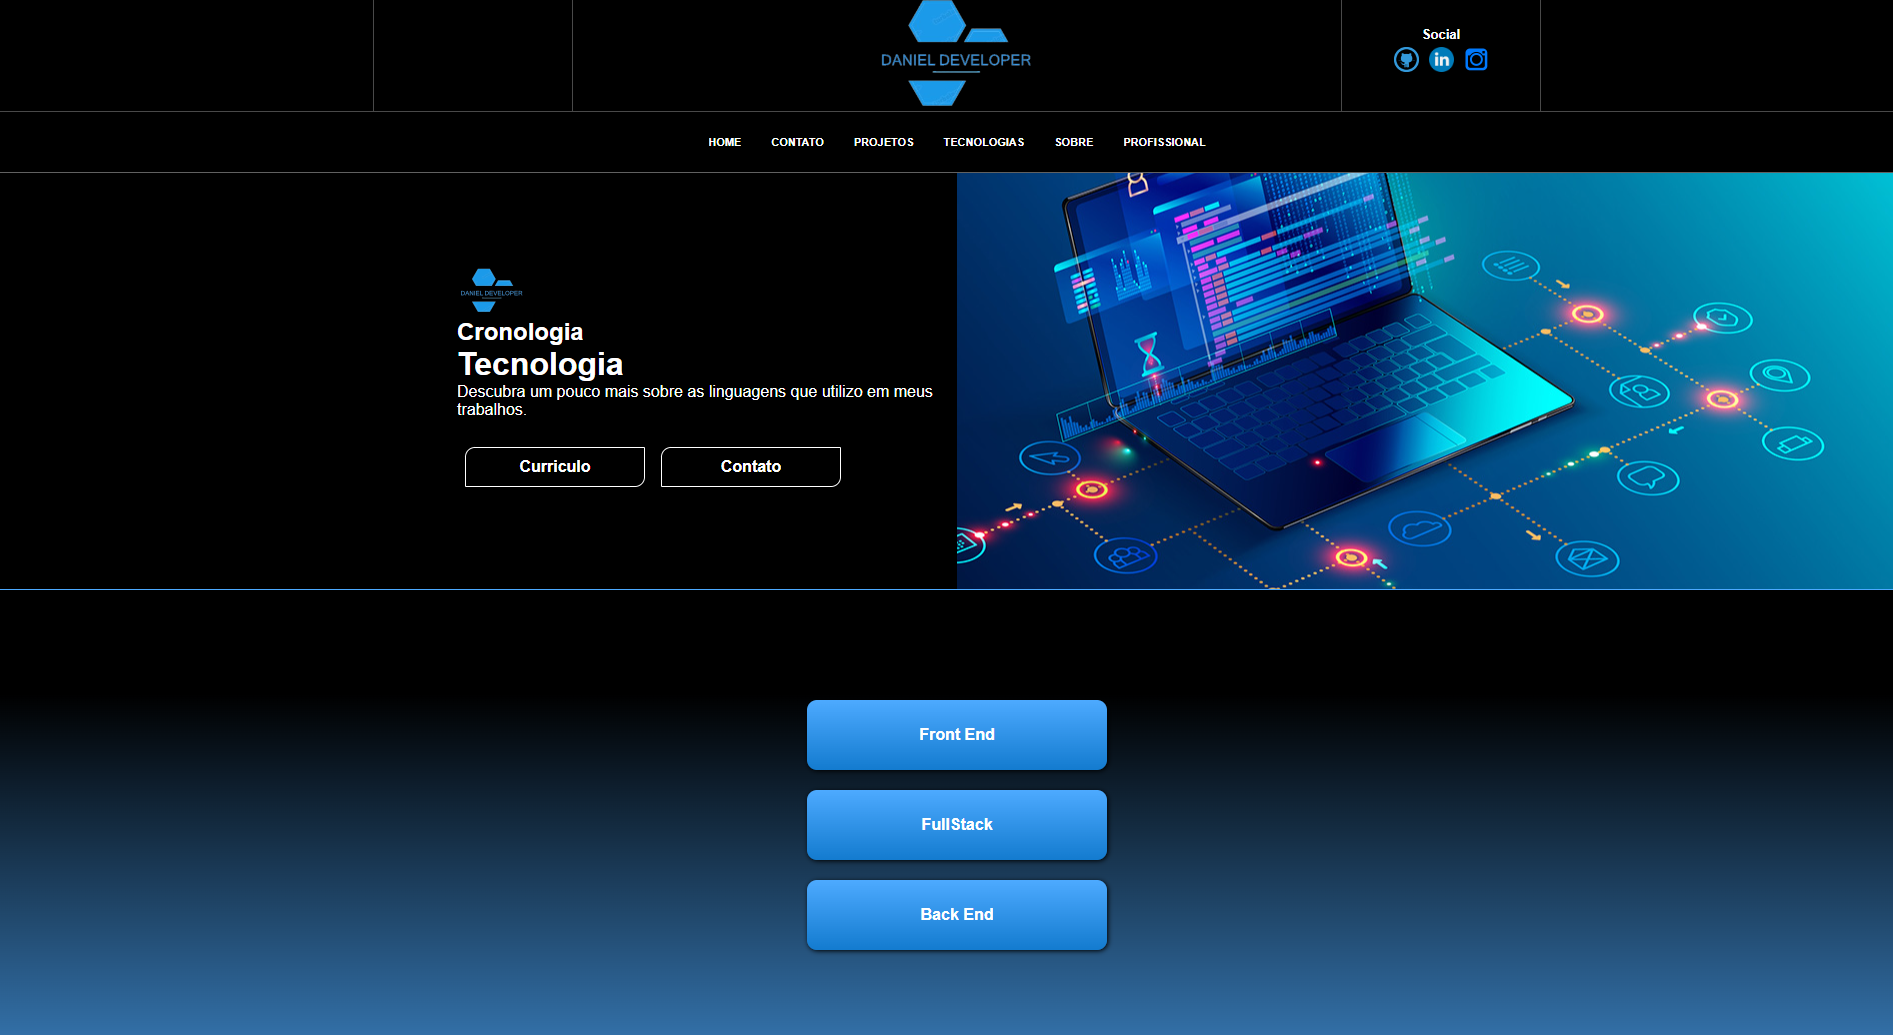 DANIEL DEVELOPER
Social
in
HOME CONTATO PROJETOS TECNOLOGIAS SOBRE PROFISSIONAL
DANIEL DEVELOPER
Cronologia
Tecnologia
Descubra um pouco mais sobre as linguagens que utilizo em meus
trabalhos.
Curriculo Contato
Front End
FullStack
Back End